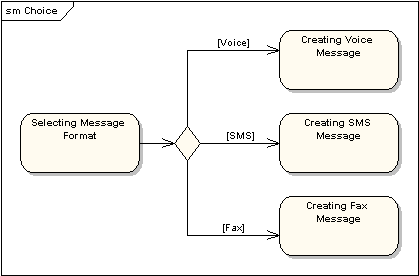 sm Choice
Creating Voice
Message
[Voice]
Selecting Message
Format
Creating SMS
Message
[SMS]
Creating Fax
Message
[Fax]